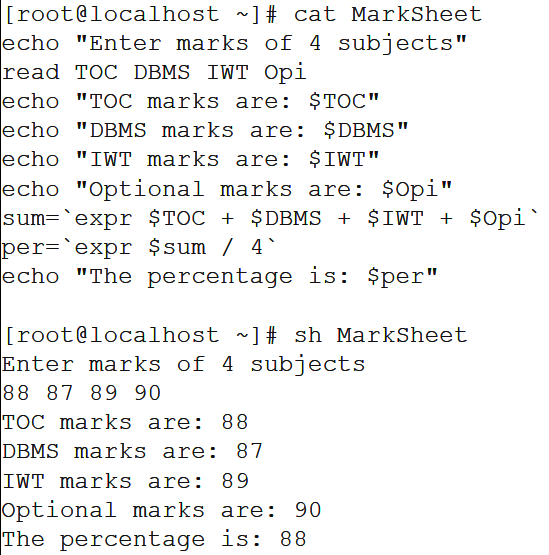 [root@localhost ~]# cat MarkSheet
echo "Enter marks of 4 subjects"
read TOC DBMS IWT Opi
echo "TOC marks are: $TOC"
echo "DBMS marks are: $DBMS"
echo "IWT marks are: $IWT"
echo "Optional marks are: $Opi"
sum=`expr $TOC + $DBMS + $IWT + $Opi`
per=`expr $sum / 4`
echo "The percentage is: $per"
[root@localhost ~]# sh MarkSheet
Enter marks of 4 subjects
88 87 89 90
TOC marks are: 88
DBMS marks are: 87
IWT marks are: 89
Optional marks are: 90
The percentage is: 88